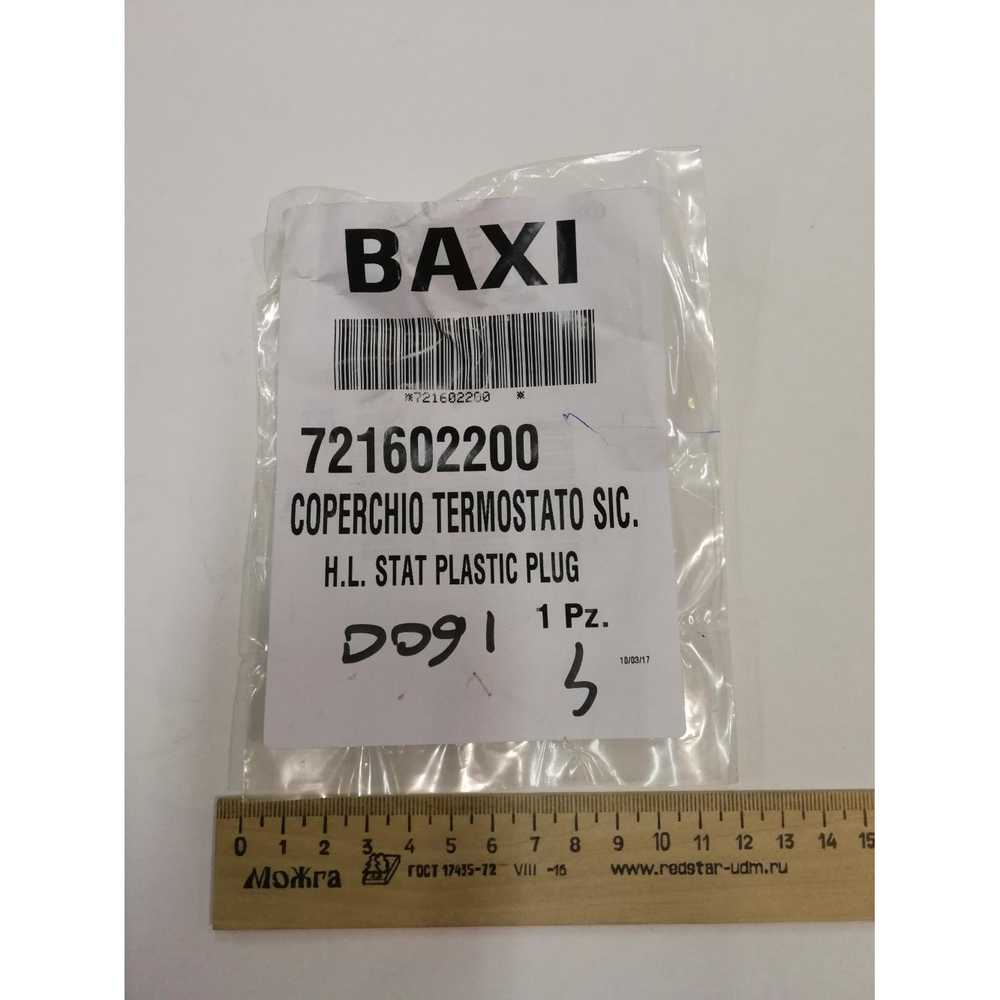 BAXI
*721602200 *
721602200
COPERCHIO TERMOSTATO SIC.
H.L. STAT PLASTIC PLUG
1 Pz.
DD91
10/03/17
0 1 2 3 4 5 6 7 8 9 10 11 12 13 14 15
Можга ГОСТ 17435-72 VIII -16 www.redstar-udm.ru